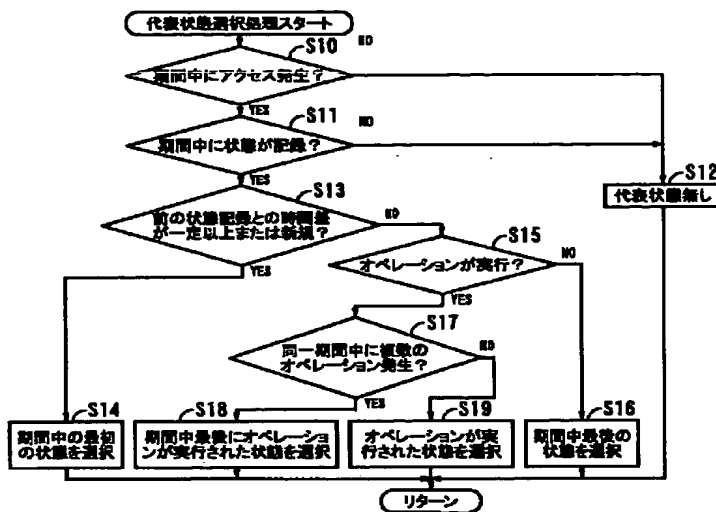 代表状態選択処理スタート
S10
NO
期間中にアクセス発生？
YES
S11
NO
期間中に状態が記録？
YES
S13
S12
代表状態無し
前の状態記録との時間差
が一定以上または新規？
NO
YES
S15
オペレーションが実行？
NO
YES
S17
同一期間中に複数の
オペレーション発生？
NO
YES
S14
期間中の最初
の状態を選択
S18
期間中最後にオペレーショ
ンが実行された状態を選択
S19
オペレーションが実
行された状態を選択
S16
期間中最後の
状態を選択
リターン